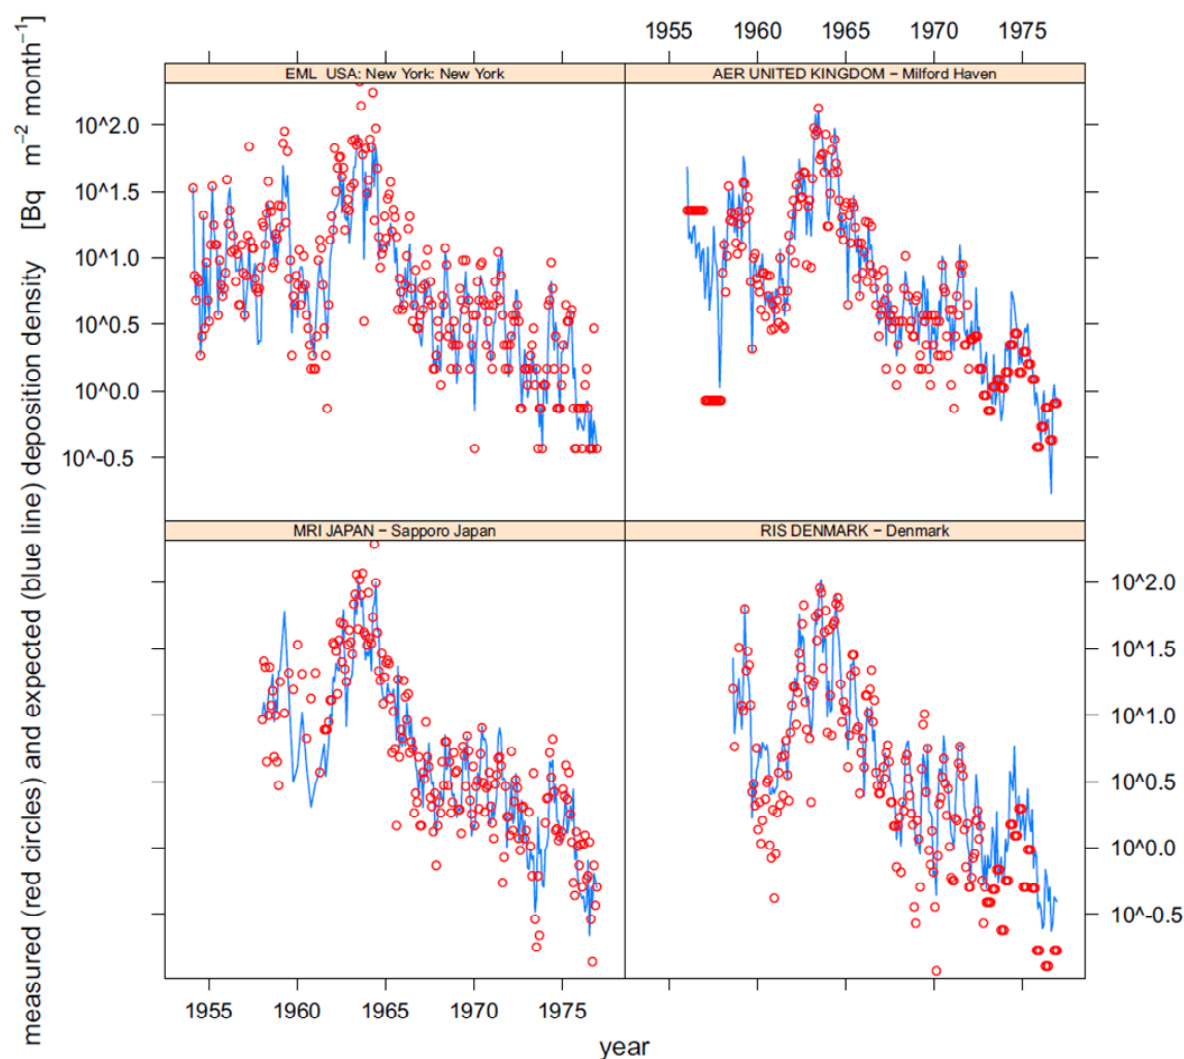 measured (red circles) and expected (blue line) deposition density [Bq m−2 month−1]
1955 1960 1965 1970 1975
EML USA: New York: New York
AER UNITED KINGDOM − Milford Haven
10^2.0
10^1.5
10^1.0
10^0.5
10^0.0
10^-0.5
MRI JAPAN − Sapporo Japan
RIS DENMARK − Denmark
10^2.0
10^1.5
10^1.0
10^0.5
10^0.0
10^-0.5
1955 1960 1965 1970 1975
year